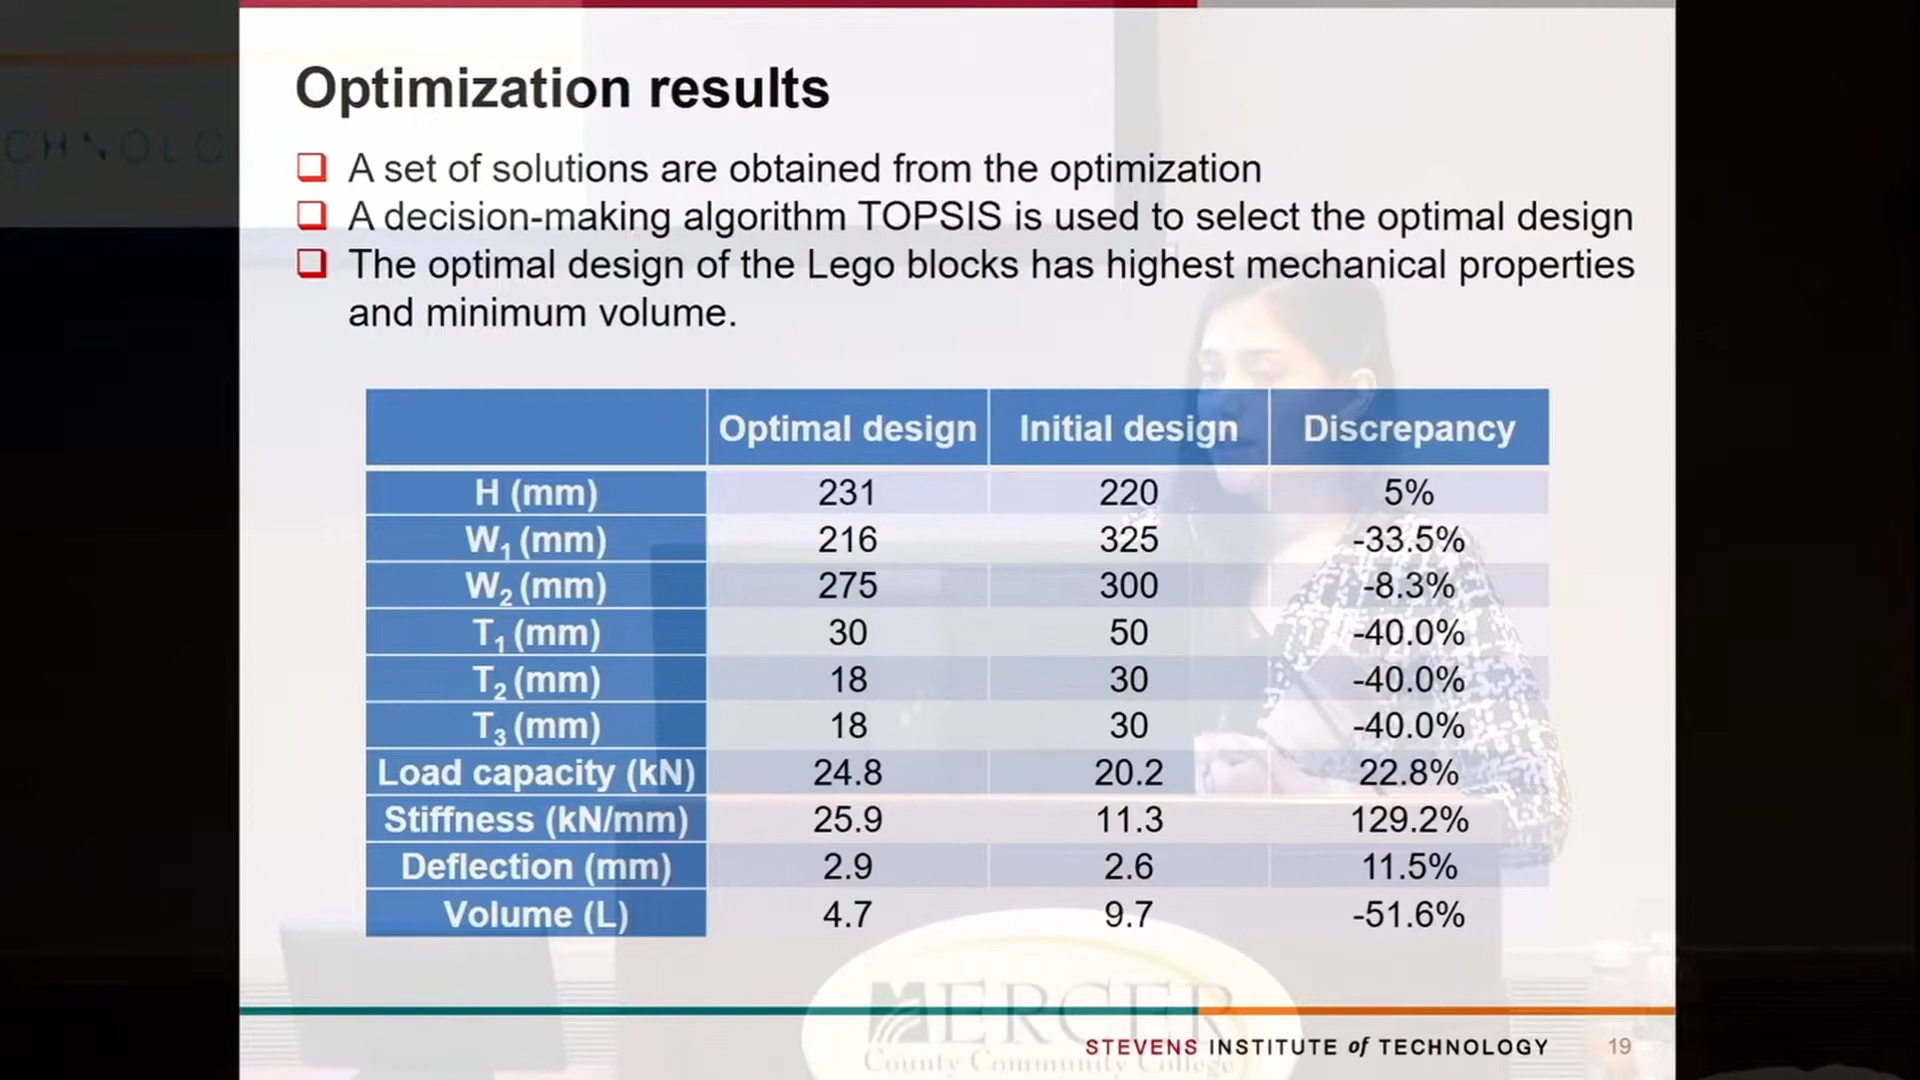 CHNOLO
Optimization results
A set of solutions are obtained from the optimization
A decision-making algorithm TOPSIS is used to select the optimal design
The optimal design of the Lego blocks has highest mechanical properties
and minimum volume.
Optimal design Initial design Discrepancy
H (mm) 231 220 5%
W1 (mm) 216 325 -33.5%
W2 (mm) 275 300 -8.3%
T1 (mm) 30 50 -40.0%
T2 (mm) 18 30 -40.0%
T3 (mm) 18 30 -40.0%
Load capacity (kN) 24.8 20.2 22.8%
Stiffness (kN/mm) 25.9 11.3 129.2%
Deflection (mm) 2.9 2.6 11.5%
Volume (L) 4.7 9.7 -51.6%
MERCER
County Community College
STEVENS INSTITUTE of TECHNOLOGY 19